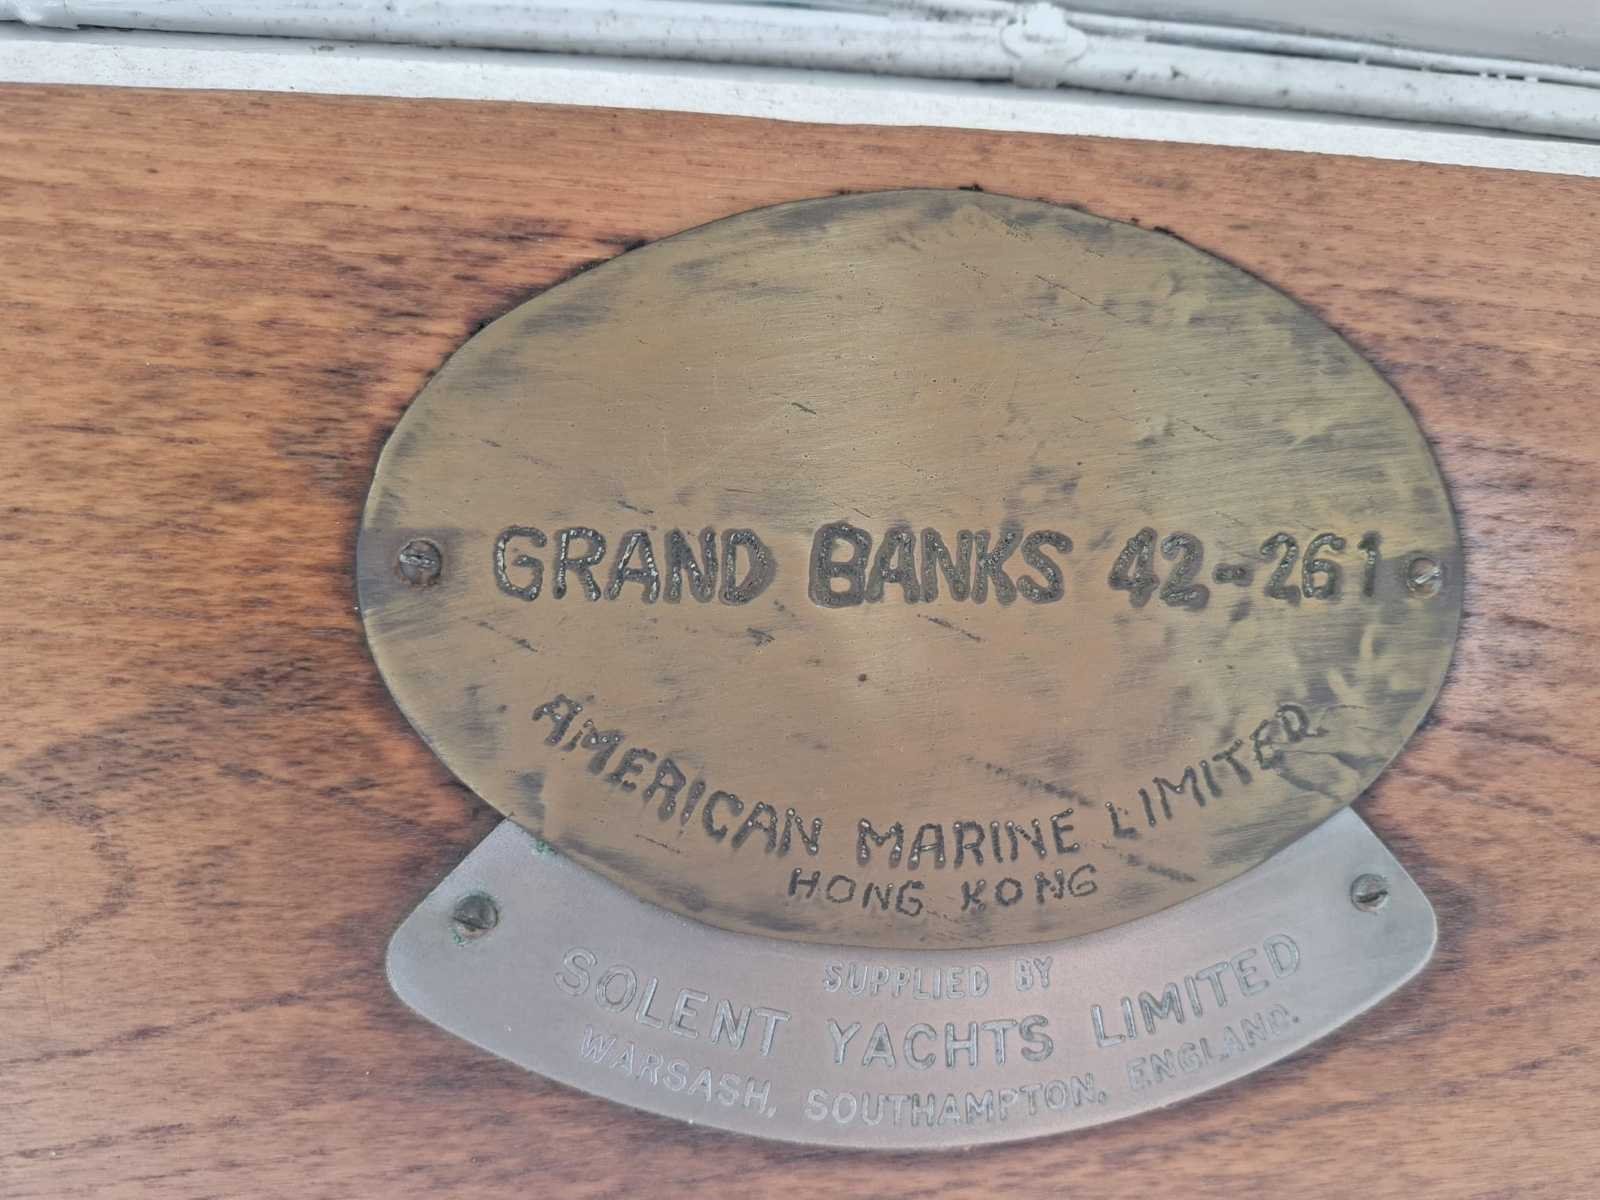 GRAND BANKS 42-261
AMERICAN MARINE LIMITED.
HONG KONG
SUPPLIED BY
SOLENT YACHTS LIMITED
WARSASH, SOUTHAMPTON, ENGLAND.